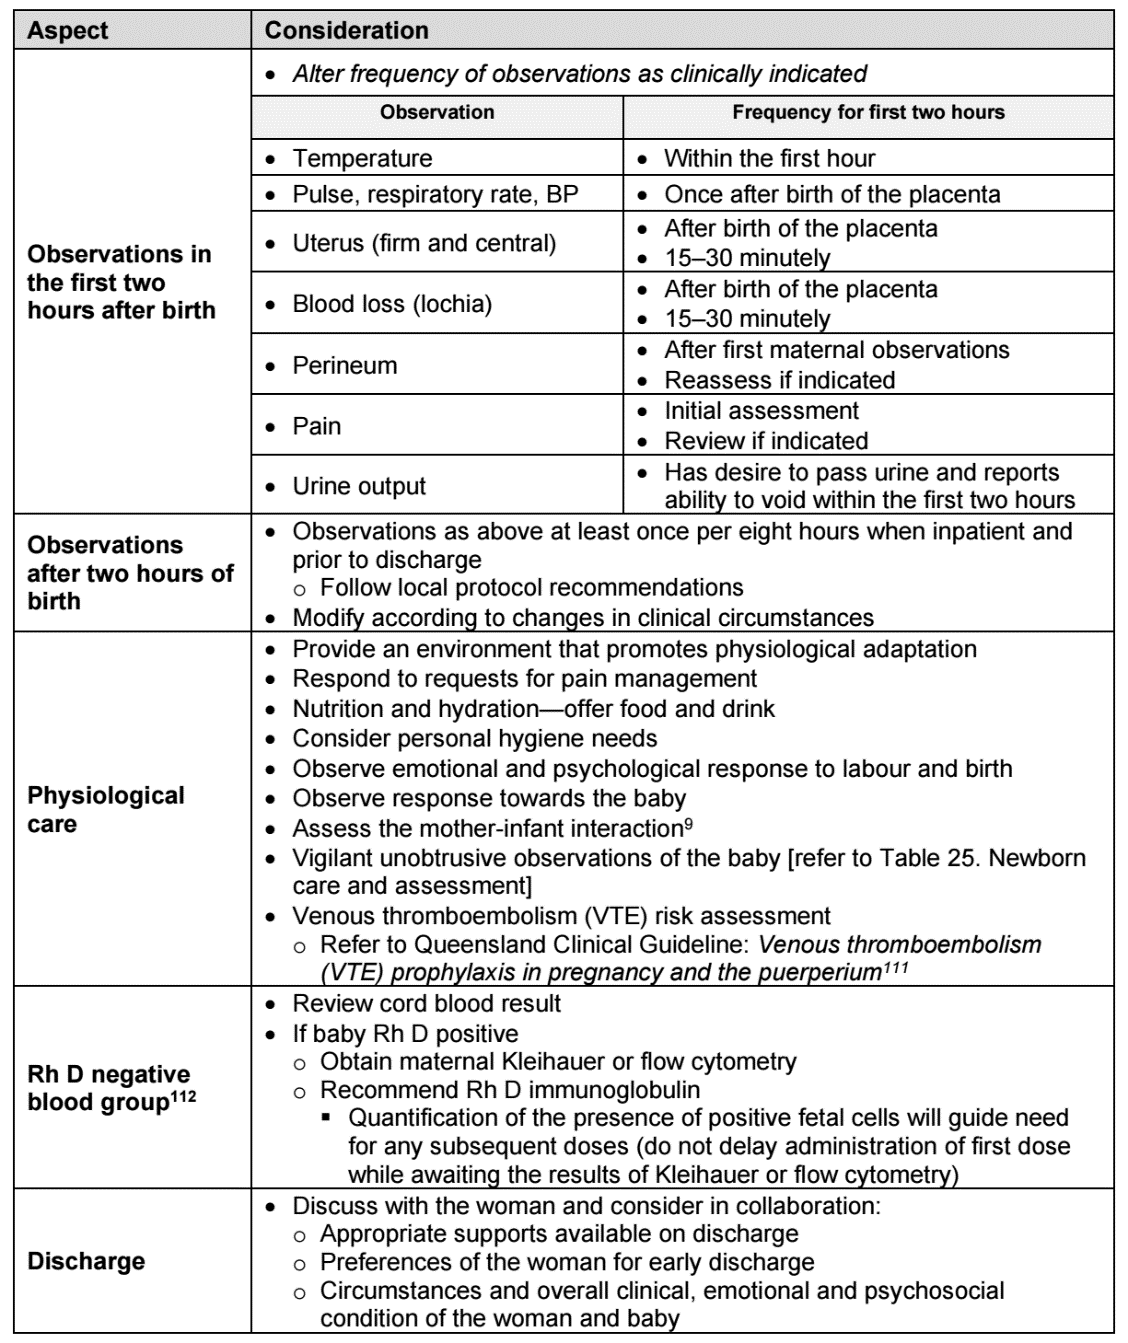 Aspect
Consideration
Observations in
the first two
hours after birth
• Alter frequency of observations as clinically indicated
Observation
Frequency for first two hours
• Temperature
• Within the first hour
• Pulse, respiratory rate, BP
• Once after birth of the placenta
• Uterus (firm and central)
• After birth of the placenta
• 15–30 minutely
• Blood loss (lochia)
• After birth of the placenta
• 15–30 minutely
• Perineum
• After first maternal observations
• Reassess if indicated
• Pain
• Initial assessment
• Review if indicated
• Urine output
• Has desire to pass urine and reports
ability to void within the first two hours
Observations
after two hours of
birth
• Observations as above at least once per eight hours when inpatient and
prior to discharge
o Follow local protocol recommendations
• Modify according to changes in clinical circumstances
Physiological
care
• Provide an environment that promotes physiological adaptation
• Respond to requests for pain management
• Nutrition and hydration—offer food and drink
• Consider personal hygiene needs
• Observe emotional and psychological response to labour and birth
• Observe response towards the baby
• Assess the mother-infant interaction⁹
• Vigilant unobtrusive observations of the baby [refer to Table 25. Newborn
care and assessment]
• Venous thromboembolism (VTE) risk assessment
o Refer to Queensland Clinical Guideline: Venous thromboembolism
(VTE) prophylaxis in pregnancy and the puerperium¹¹¹
Rh D negative
blood group¹¹²
• Review cord blood result
• If baby Rh D positive
o Obtain maternal Kleihauer or flow cytometry
o Recommend Rh D immunoglobulin
▪ Quantification of the presence of positive fetal cells will guide need
for any subsequent doses (do not delay administration of first dose
while awaiting the results of Kleihauer or flow cytometry)
Discharge
• Discuss with the woman and consider in collaboration:
o Appropriate supports available on discharge
o Preferences of the woman for early discharge
o Circumstances and overall clinical, emotional and psychosocial
condition of the woman and baby